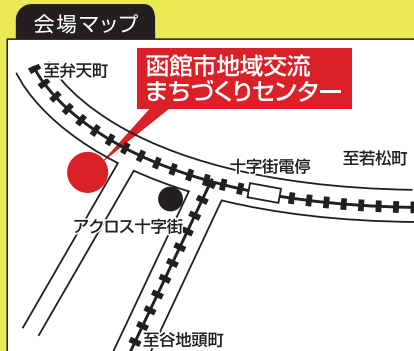 会場マップ
至弁天町
函館市地域交流
まちづくりセンター
十字街電停
至若松町
アクロス十字街
至谷地頭町